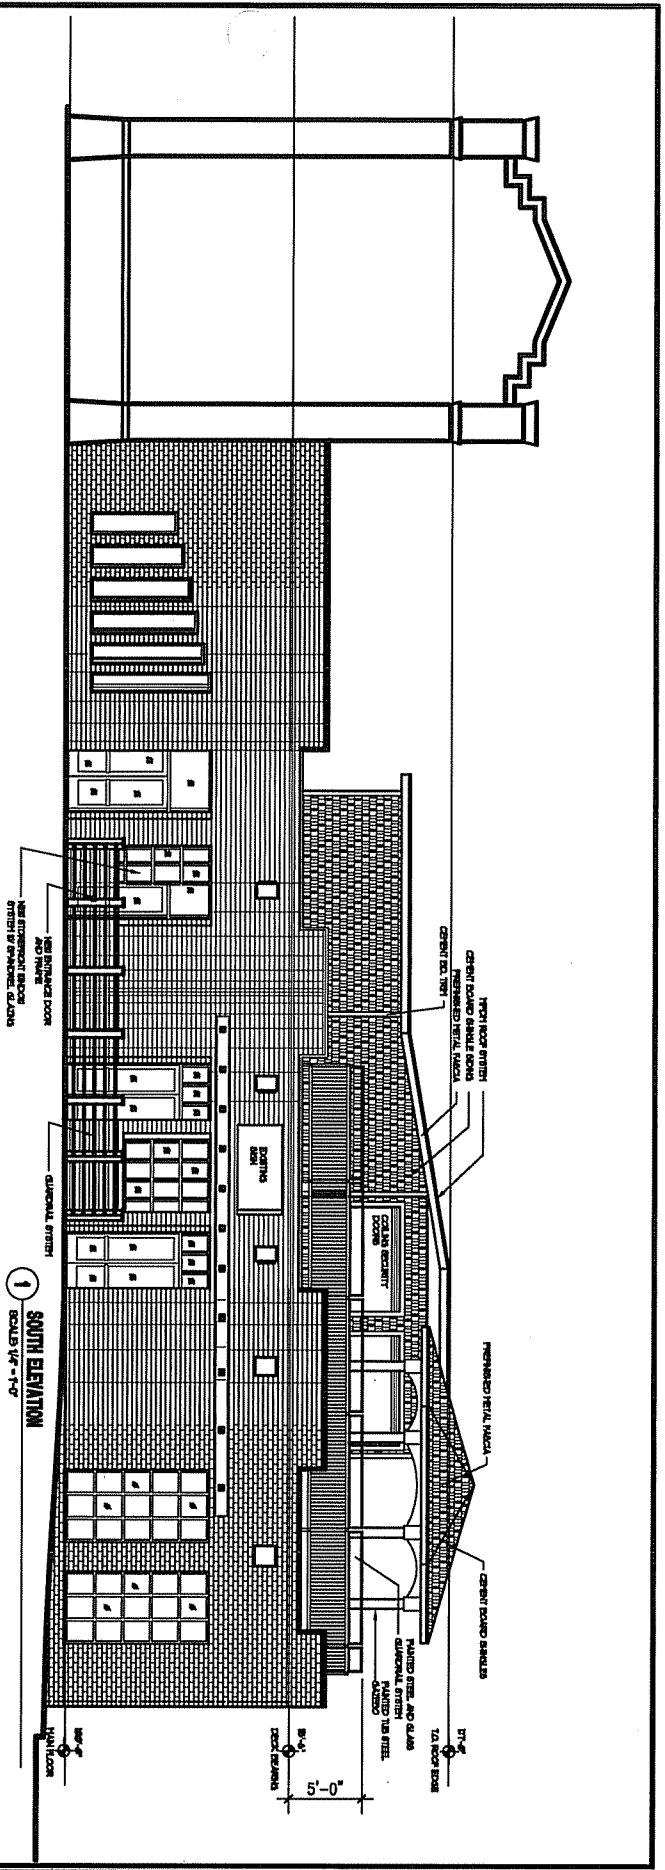 TPON ROOF SYSTEM
CEMENT BOARD SHINGLE SIDING
PREFINISHED METAL FASCIA
CEMENT BD. TRIM
PREFINISHED METAL FASCIA
CEMENT BOARD SHINGLES
COILING SECURITY
DOORS
PAINTED STEEL AND GLASS
GUARDRAIL SYSTEM
PAINTED TUB STEEL
GAZEBO
T.O. ROOF EDGE
DECK BEARING
MAIN FLOOR
5'-0"
EXISTING
SIGN
NEW ENTRANCE DOOR
AND FRAME
NEW STOREFRONT WINDOW
SYSTEM W/ SPANDREL GLAZING
GUARDRAIL SYSTEM
1
SOUTH ELEVATION
SCALE: 1/4" = 1'-0"